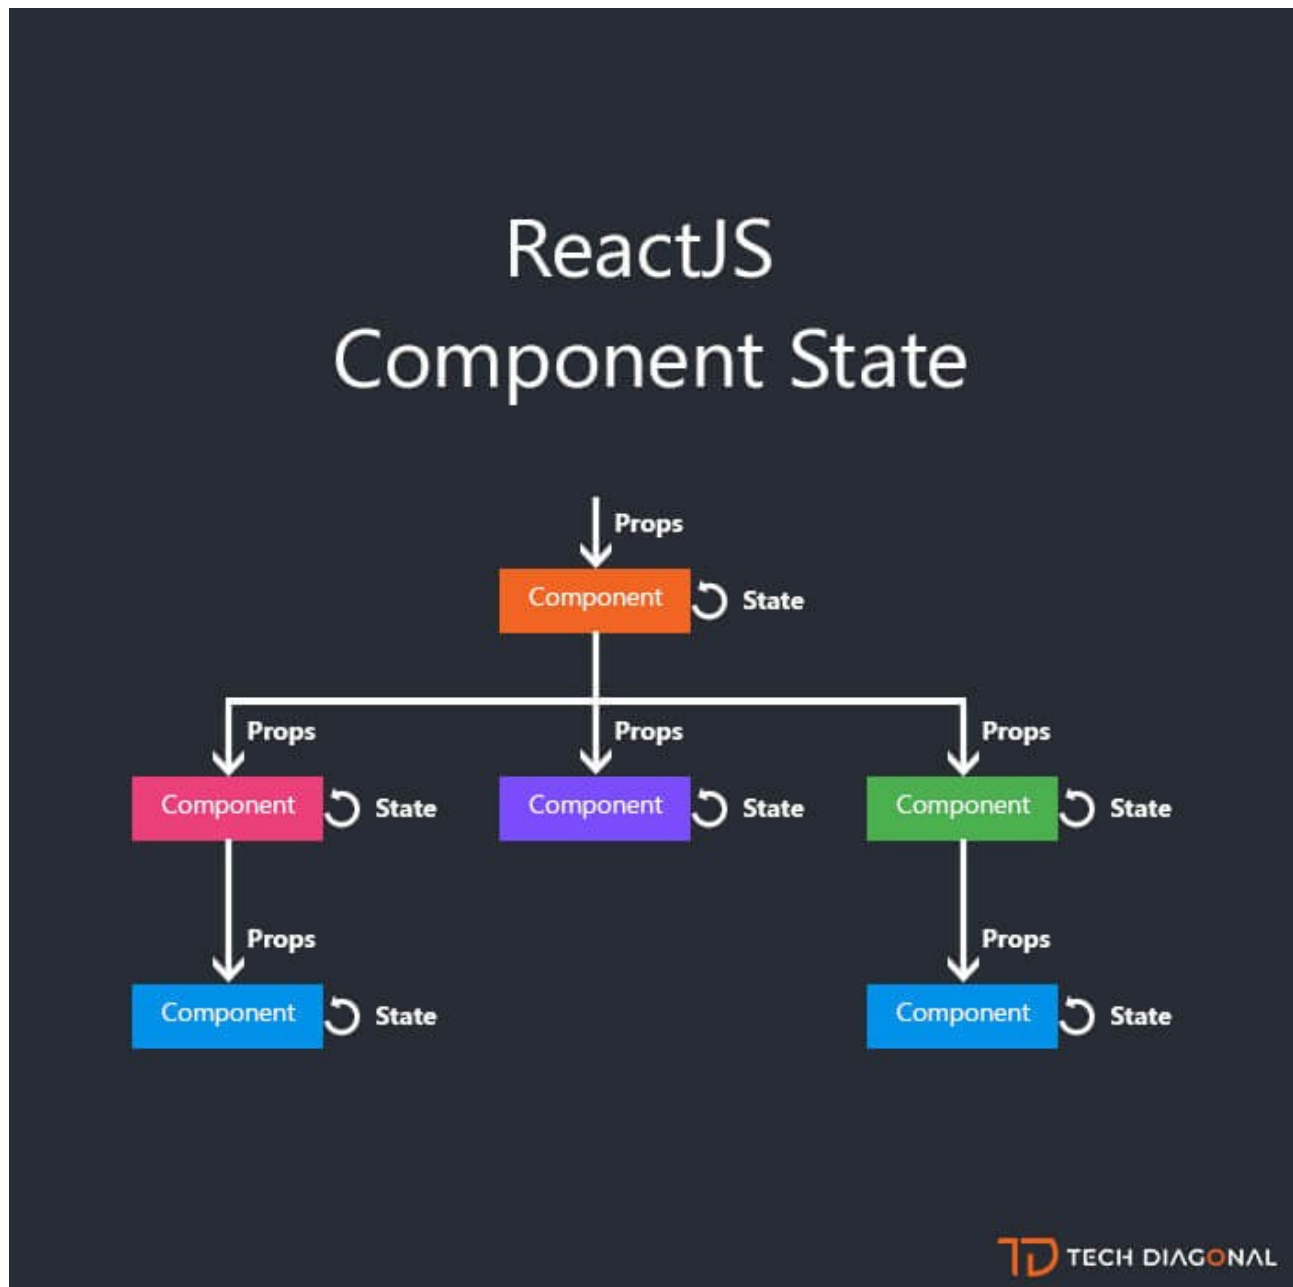 ReactJS
Component State
Props
Component State
Props Props Props
Component State Component State Component State
Props Props
Component State Component State
TD TECH DIAGONAL